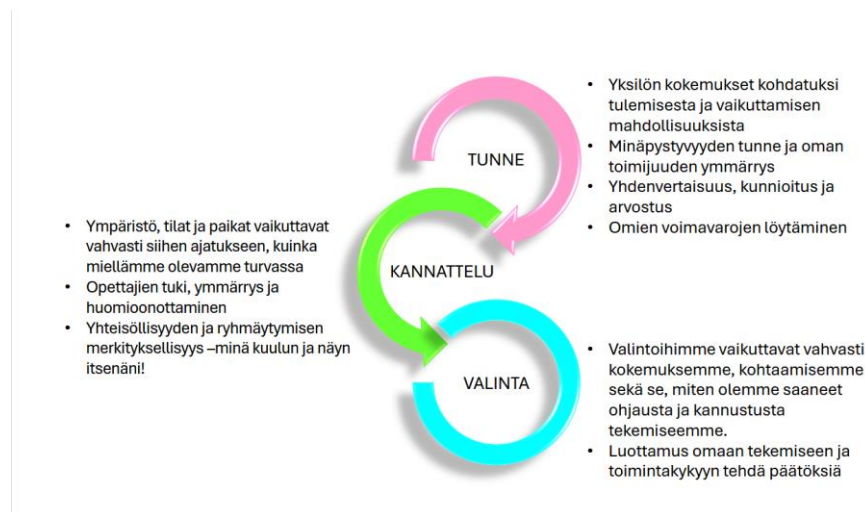 TUNNE
• Yksilön kokemukset kohdatuksi
tulemisesta ja vaikuttamisen
mahdollisuuksista
• Minäpystyvyyden tunne ja oman
toimijuuden ymmärrys
• Yhdenvertaisuus, kunnioitus ja
arvostus
• Omien voimavarojen löytäminen
KANNATTELU
• Ympäristö, tilat ja paikat vaikuttavat
vahvasti siihen ajatukseen, kuinka
miellämme olevamme turvassa
• Opettajien tuki, ymmärrys ja
huomioonottaminen
• Yhteisöllisyyden ja ryhmäytymisen
merkityksellisyys –minä kuulun ja näyn
itsenäni!
VALINTA
• Valintoihimme vaikuttavat vahvasti
kokemuksemme, kohtaamisemme
sekä se, miten olemme saaneet
ohjausta ja kannustusta
tekemiseemme.
• Luottamus omaan tekemiseen ja
toimintakykyyn tehdä päätöksiä